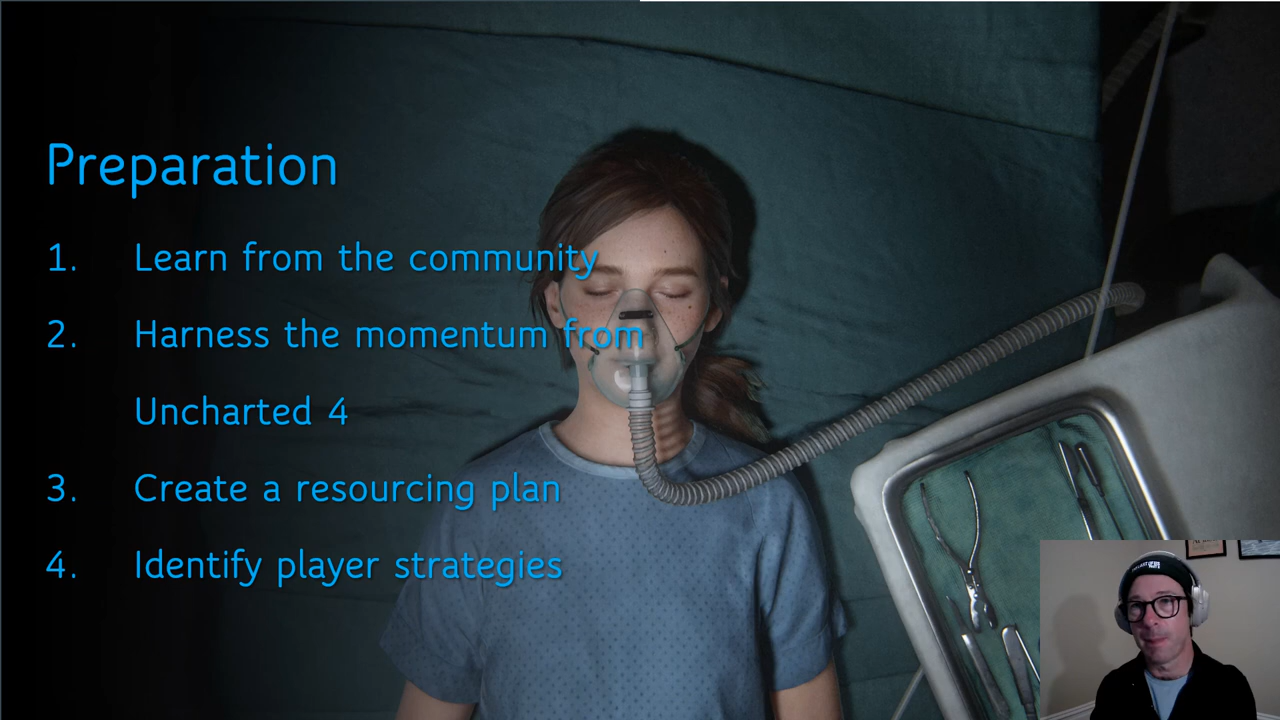 Preparation
1. Learn from the community
2. Harness the momentum from
Uncharted 4
3. Create a resourcing plan
4. Identify player strategies